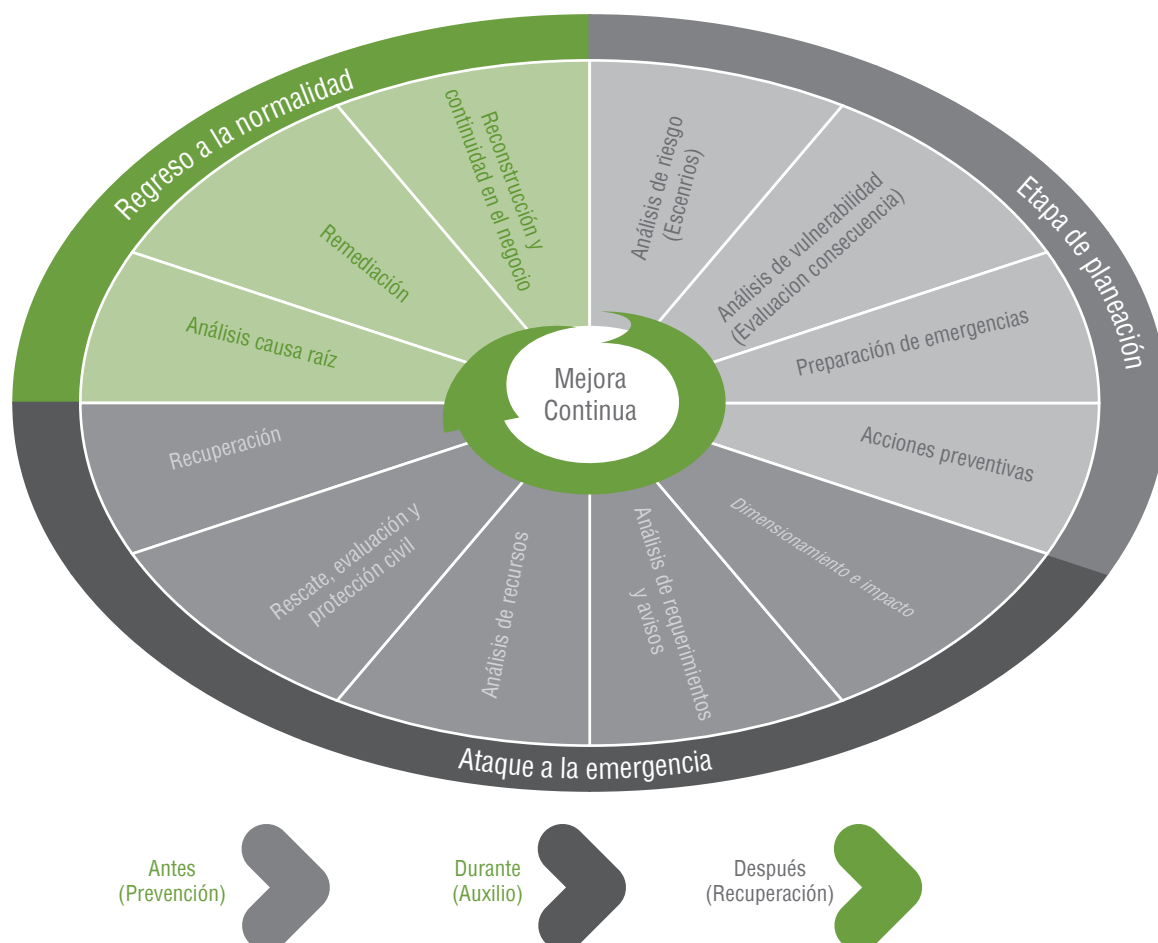 Regreso a la normalidad
Etapa de planeación
Ataque a la emergencia
Análisis de riesgo
(Escenrios)
Análisis de vulnerabilidad
(Evaluacion consecuencia)
Preparación de emergencias
Acciones preventivas
Dimensionamiento e impacto
Análisis de requerimientos
y avisos
Análisis de recursos
Rescate, evaluación y
protección civil
Recuperación
Análisis causa raíz
Remediación
Reconstrucción y
continuidad en el negocio
Mejora
Continua
Antes
(Prevención)
Durante
(Auxilio)
Después
(Recuperación)